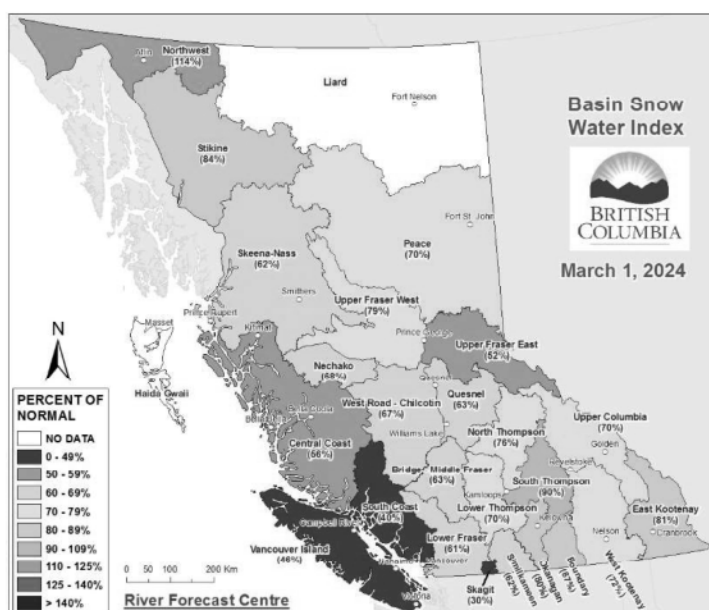 Atlin
Northwest
(114%)
Liard
Fort Nelson
Basin Snow
Water Index
BRITISH
COLUMBIA
March 1, 2024
Stikine
(84%)
Fort St. John
Peace
(70%)
Skeena-Nass
(62%)
Smithers
Upper Fraser West
(79%)
N
Masset
Prince Rupert
Kitimat
Prince George
Upper Fraser East
(52%)
Haida Gwaii
Nechako
(68%)
Quesnel
West Road - Chilcotin
(67%)
Quesnel
(63%)
Bella Coola
Williams Lake
Central Coast
(56%)
North Thompson
(76%)
Upper Columbia
(70%)
Golden
Revelstoke
Middle Fraser
(63%)
South Thompson
(90%)
Kamloops
Lower Thompson
(70%)
South Coast
(40%)
Campbell River
East Kootenay
(81%)
Cranbrook
Kelowna
Nelson
Vancouver Island
(46%)
Lower Fraser
(61%)
Vancouver
Victoria
Skagit
(30%)
Similkameen
(62%)
Okanagan
Boundary
(67%)
West Kootenay
(72%)
PERCENT OF
NORMAL
NO DATA
0 - 49%
50 - 59%
60 - 69%
70 - 79%
80 - 89%
90 - 109%
110 - 125%
125 - 140%
> 140%
0 50 100 200 Km
River Forecast Centre